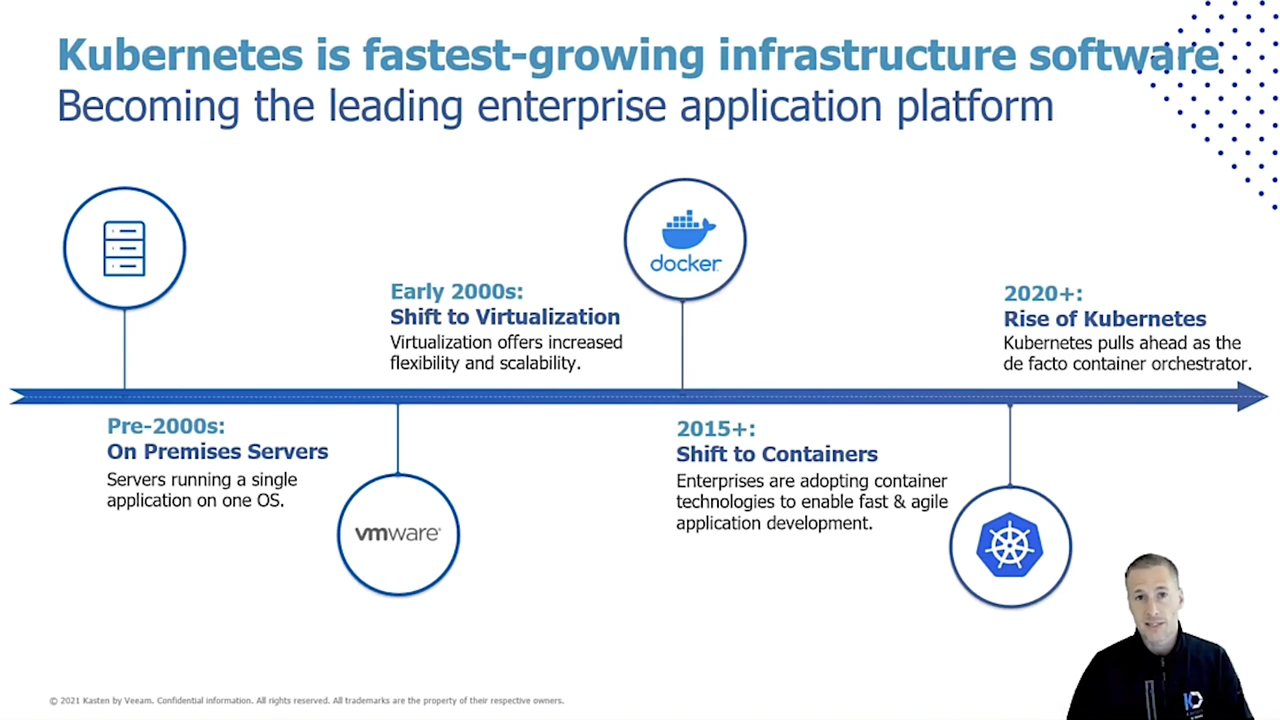 Kubernetes is fastest-growing infrastructure software
Becoming the leading enterprise application platform
docker
Early 2000s:
Shift to Virtualization
Virtualization offers increased
flexibility and scalability.
2020+:
Rise of Kubernetes
Kubernetes pulls ahead as the
de facto container orchestrator.
Pre-2000s:
On Premises Servers
Servers running a single
application on one OS.
vmware®
2015+:
Shift to Containers
Enterprises are adopting container
technologies to enable fast & agile
application development.
© 2021 Kasten by Veeam. Confidential information. All rights reserved. All trademarks are the property of their respective owners.